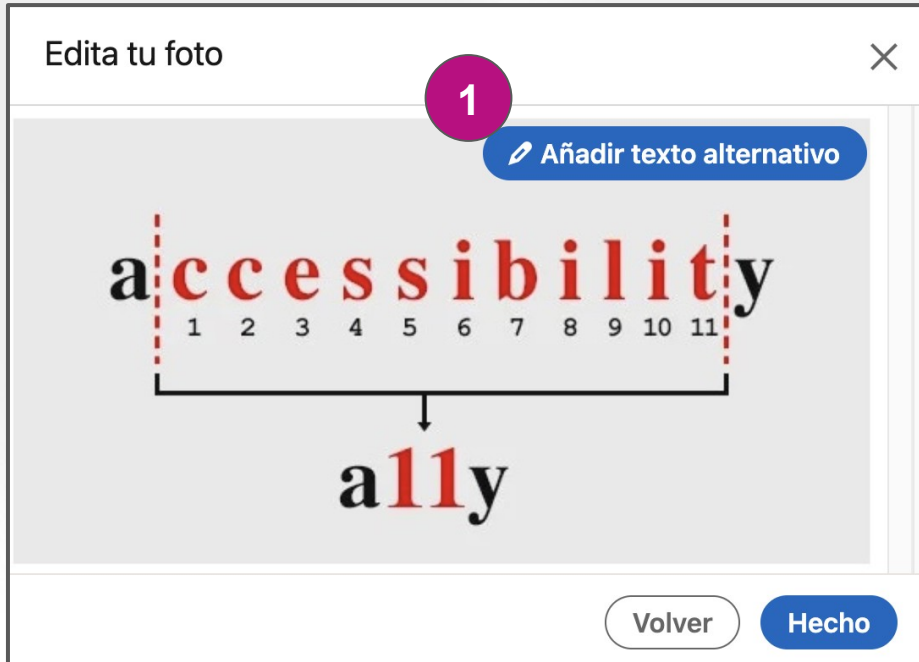 Edita tu foto
1
Añadir texto alternativo
accessibility
1 2 3 4 5 6 7 8 9 10 11
a11y
Volver
Hecho